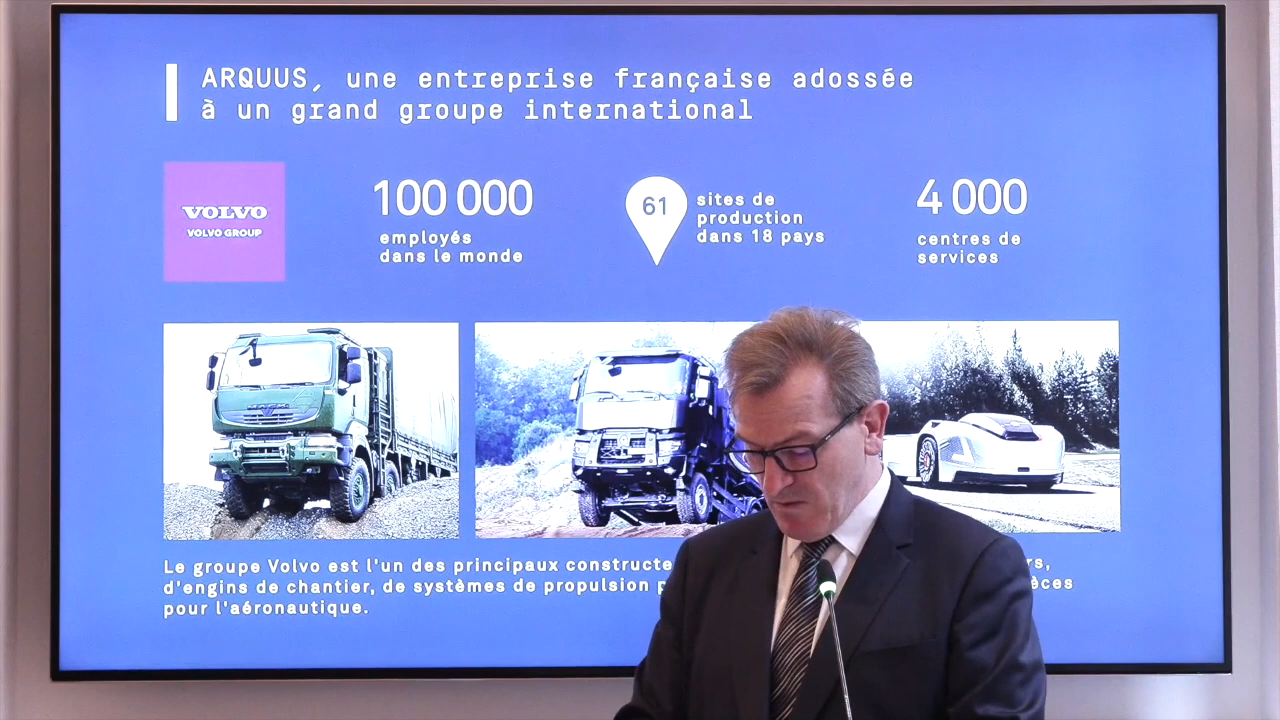 ARQUUS, une entreprise française adossée
à un grand groupe international
VOLVO
VOLVO GROUP
100 000
employés
dans le monde
61
sites de
production
dans 18 pays
4 000
centres de
services
Le groupe Volvo est l'un des principaux
d'engins de chantier, de systèmes de propulsion
pour l'aéronautique.